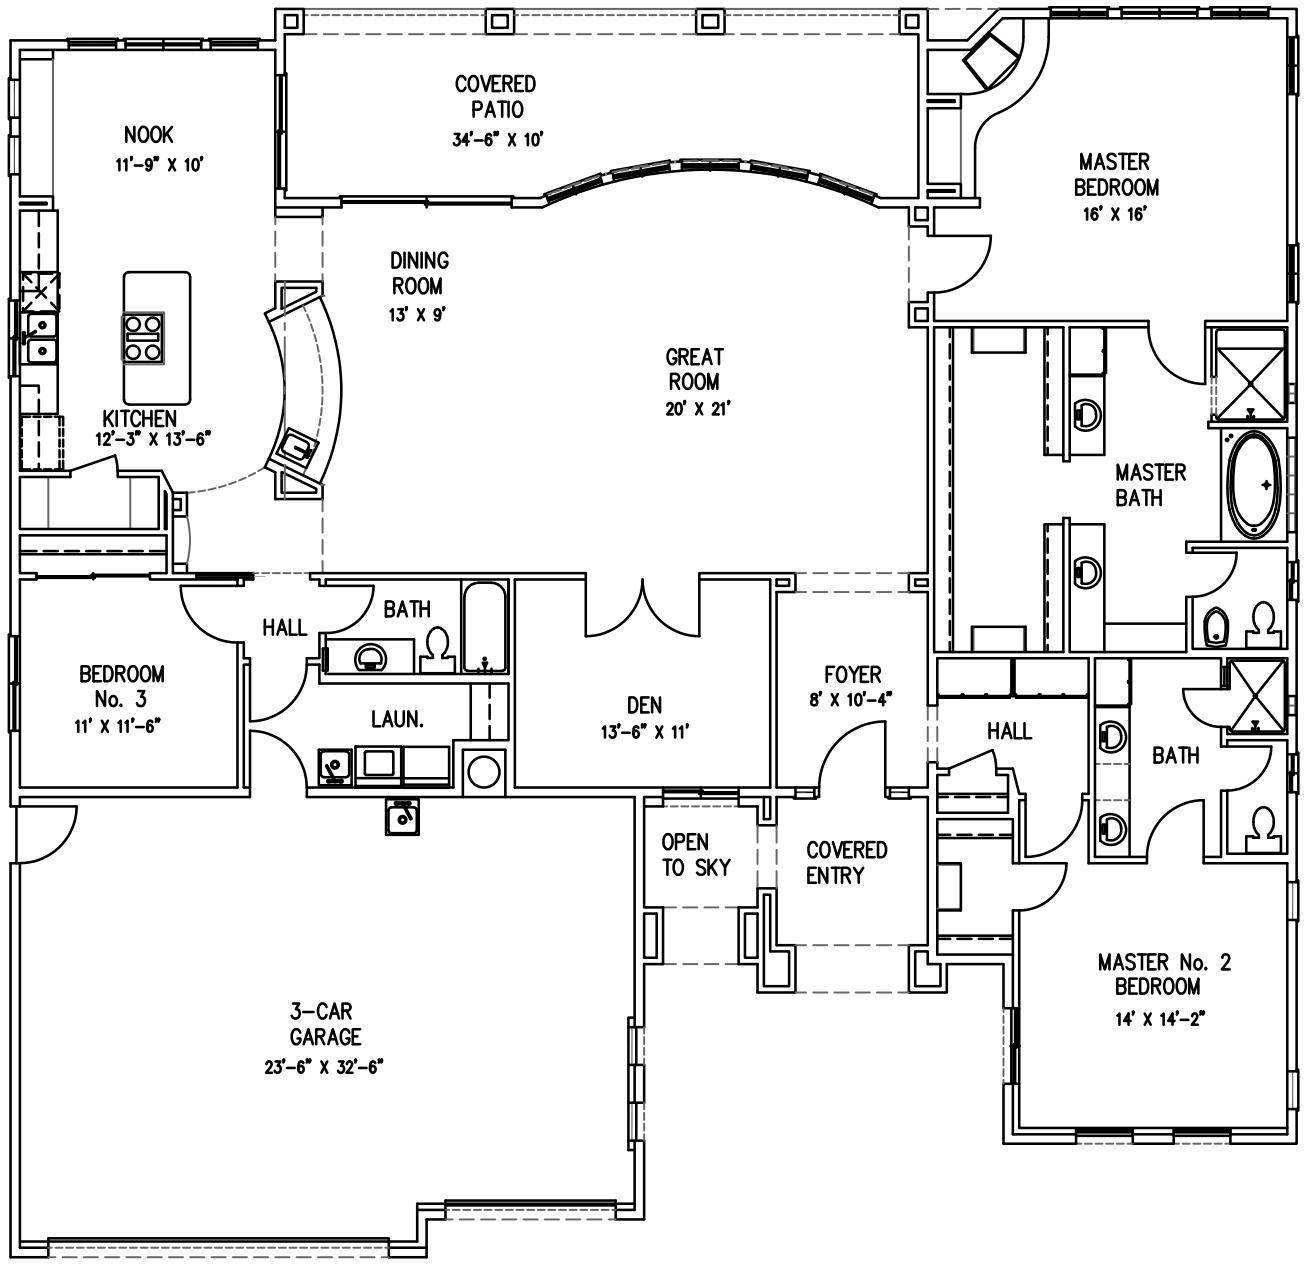 COVERED
PATIO
34'-6" X 10'
NOOK
11'-9" X 10'
MASTER
BEDROOM
16' X 16'
DINING
ROOM
13' X 9'
GREAT
ROOM
20' X 21'
KITCHEN
12'-3" X 13'-6"
MASTER
BATH
BATH
HALL
BEDROOM
No. 3
11' X 11'-6"
LAUN.
DEN
13'-6" X 11'
FOYER
8' X 10'-4"
HALL
BATH
OPEN
TO SKY
COVERED
ENTRY
MASTER No. 2
BEDROOM
14' X 14'-2"
3-CAR
GARAGE
23'-6" X 32'-6"